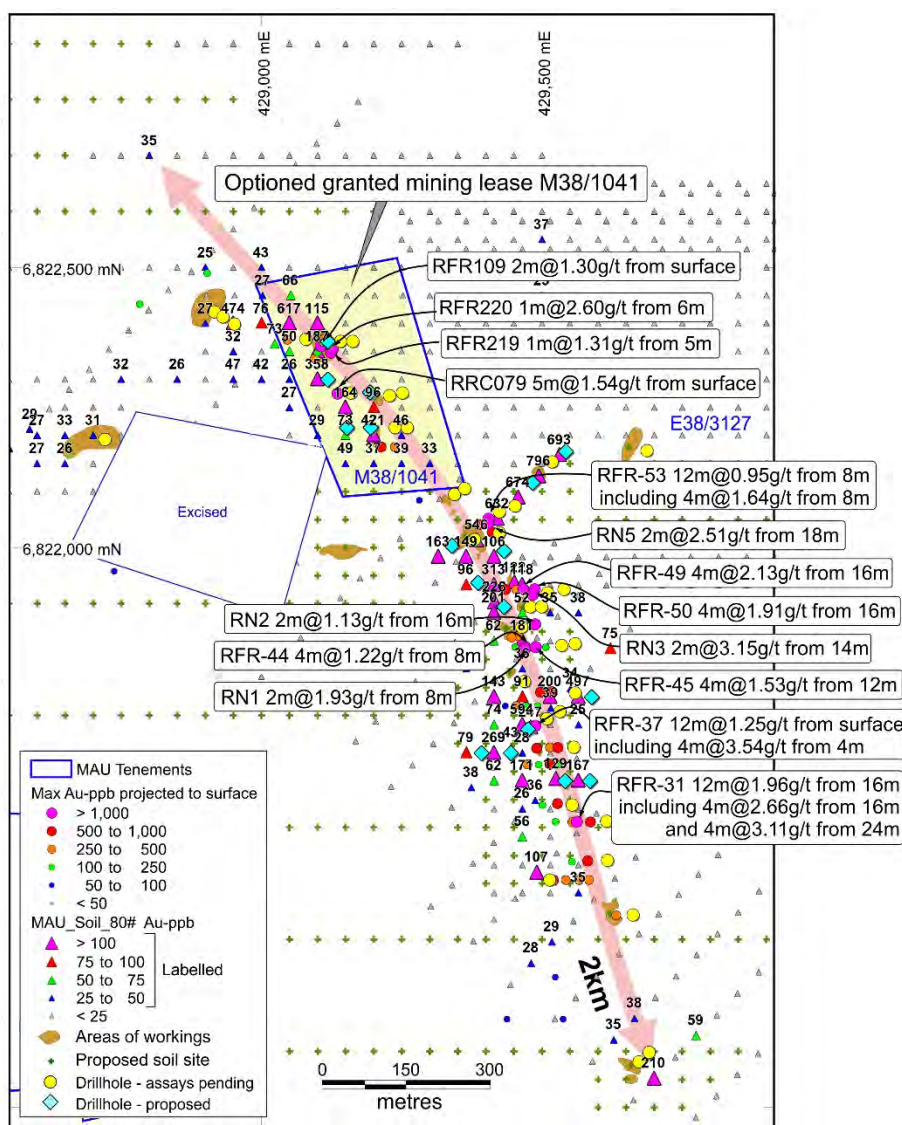 429,000 mE
429,500 mE
35
Optioned granted mining lease M38/1041
37
25
43
6,822,500 mN
RFR109 2m@1.30g/t from surface
27
66
27
474
76
617
115
RFR220 1m@2.60g/t from 6m
73
32
50
187
RFR219 1m@1.31g/t from 5m
32
26
47
42
26
358
RRC079 5m@1.54g/t from surface
27
164
96
29
27
33
31
29
73
421
46
E38/3127
693
27
26
49
37
39
33
796
M38/1041
674
RFR-53 12m@0.95g/t from 8m
including 4m@1.64g/t from 8m
Excised
632
546
RN5 2m@2.51g/t from 18m
6,822,000 mN
163
149
106
96
313
118
RFR-49 4m@2.13g/t from 16m
226
201
52
35
38
RFR-50 4m@1.91g/t from 16m
RN2 2m@1.13g/t from 16m
62
181
75
RN3 2m@3.15g/t from 14m
RFR-44 4m@1.22g/t from 8m
36
34
RFR-45 4m@1.53g/t from 12m
RN1 2m@1.93g/t from 8m
143
91
200
497
39
74
59
247
25
RFR-37 12m@1.25g/t from surface
including 4m@3.54g/t from 4m
79
269
28
62
171
129
167
38
36
26
RFR-31 12m@1.96g/t from 16m
including 4m@2.66g/t from 16m
and 4m@3.11g/t from 24m
56
107
35
29
28
2km
38
35
59
210
MAU Tenements
Max Au-ppb projected to surface
> 1,000
500 to 1,000
250 to 500
100 to 250
50 to 100
< 50
MAU_Soil_80# Au-ppb
> 100
75 to 100
50 to 75
25 to 50
Labelled
< 25
Areas of workings
Proposed soil site
Drillhole - assays pending
Drillhole - proposed
0
150
300
metres